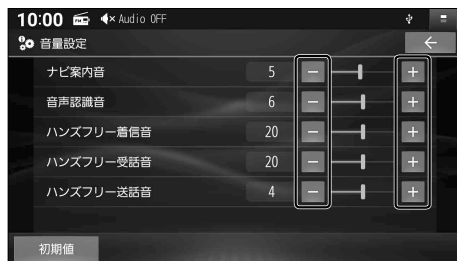 10:00 Audio OFF
音量設定
ナビ案内音 5 − +
音声認識音 6 − +
ハンズフリー着信音 20 − +
ハンズフリー受話音 20 − +
ハンズフリー送話音 4 − +
初期値